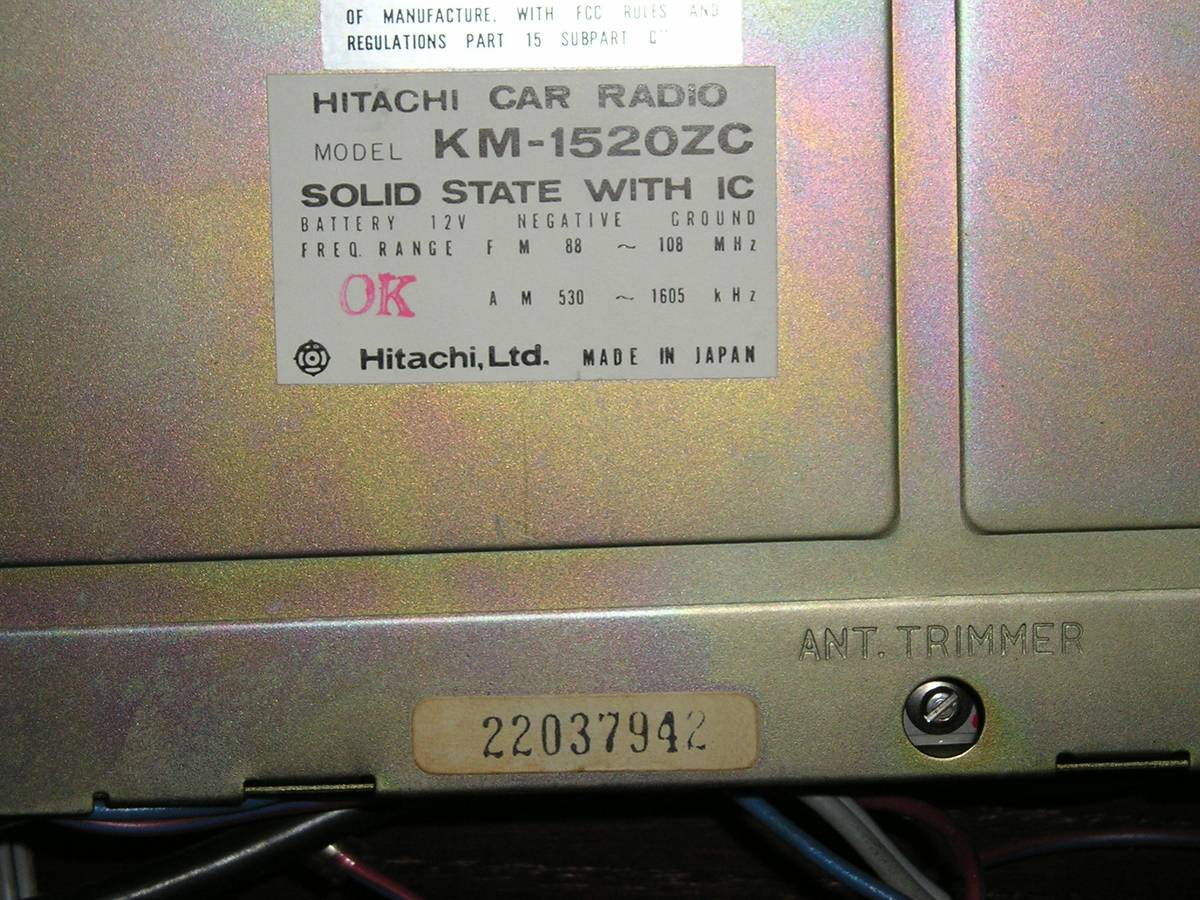 OF MANUFACTURE, WITH FCC RULES AND
REGULATIONS PART 15 SUBPART C"
HITACHI CAR RADIO
MODEL KM-1520ZC
SOLID STATE WITH IC
BATTERY 12V NEGATIVE GROUND
FREQ. RANGE FM 88 ~ 108 MHz
OK AM 530 ~ 1605 kHz
Hitachi, Ltd. MADE IN JAPAN
ANT. TRIMMER
22037942